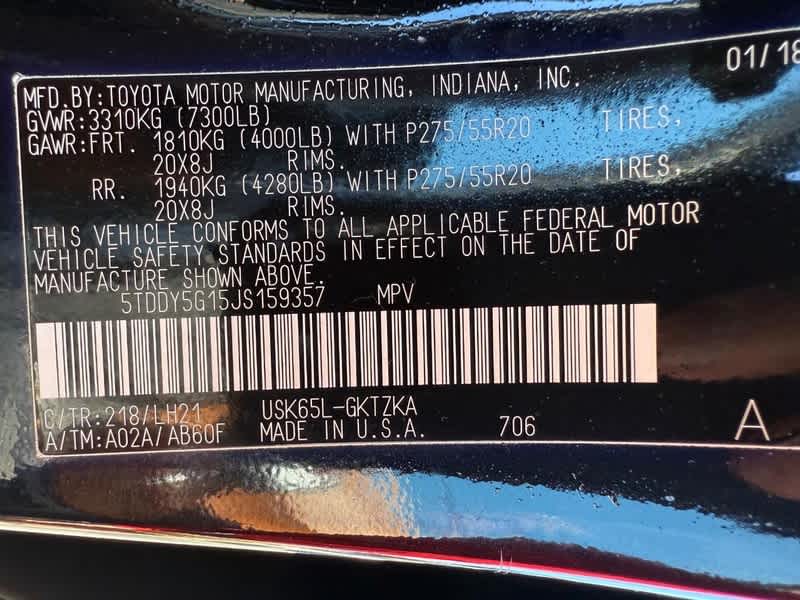 01/18
MFD.BY:TOYOTA MOTOR MANUFACTURING, INDIANA, INC.
GVWR:3310KG (7300LB)
GAWR:FRT. 1810KG (4000LB) WITH P275/55R20 TIRES,
20X8J RIMS.
RR. 1940KG (4280LB) WITH P275/55R20 TIRES,
20X8J RIMS.
THIS VEHICLE CONFORMS TO ALL APPLICABLE FEDERAL MOTOR
VEHICLE SAFETY STANDARDS IN EFFECT ON THE DATE OF
MANUFACTURE SHOWN ABOVE.
5TDDY5G15JS159357 MPV
C/TR:218/LH21 USK65L-GKTZKA
A/TM:A02A/AB60F MADE IN U.S.A. 706 A